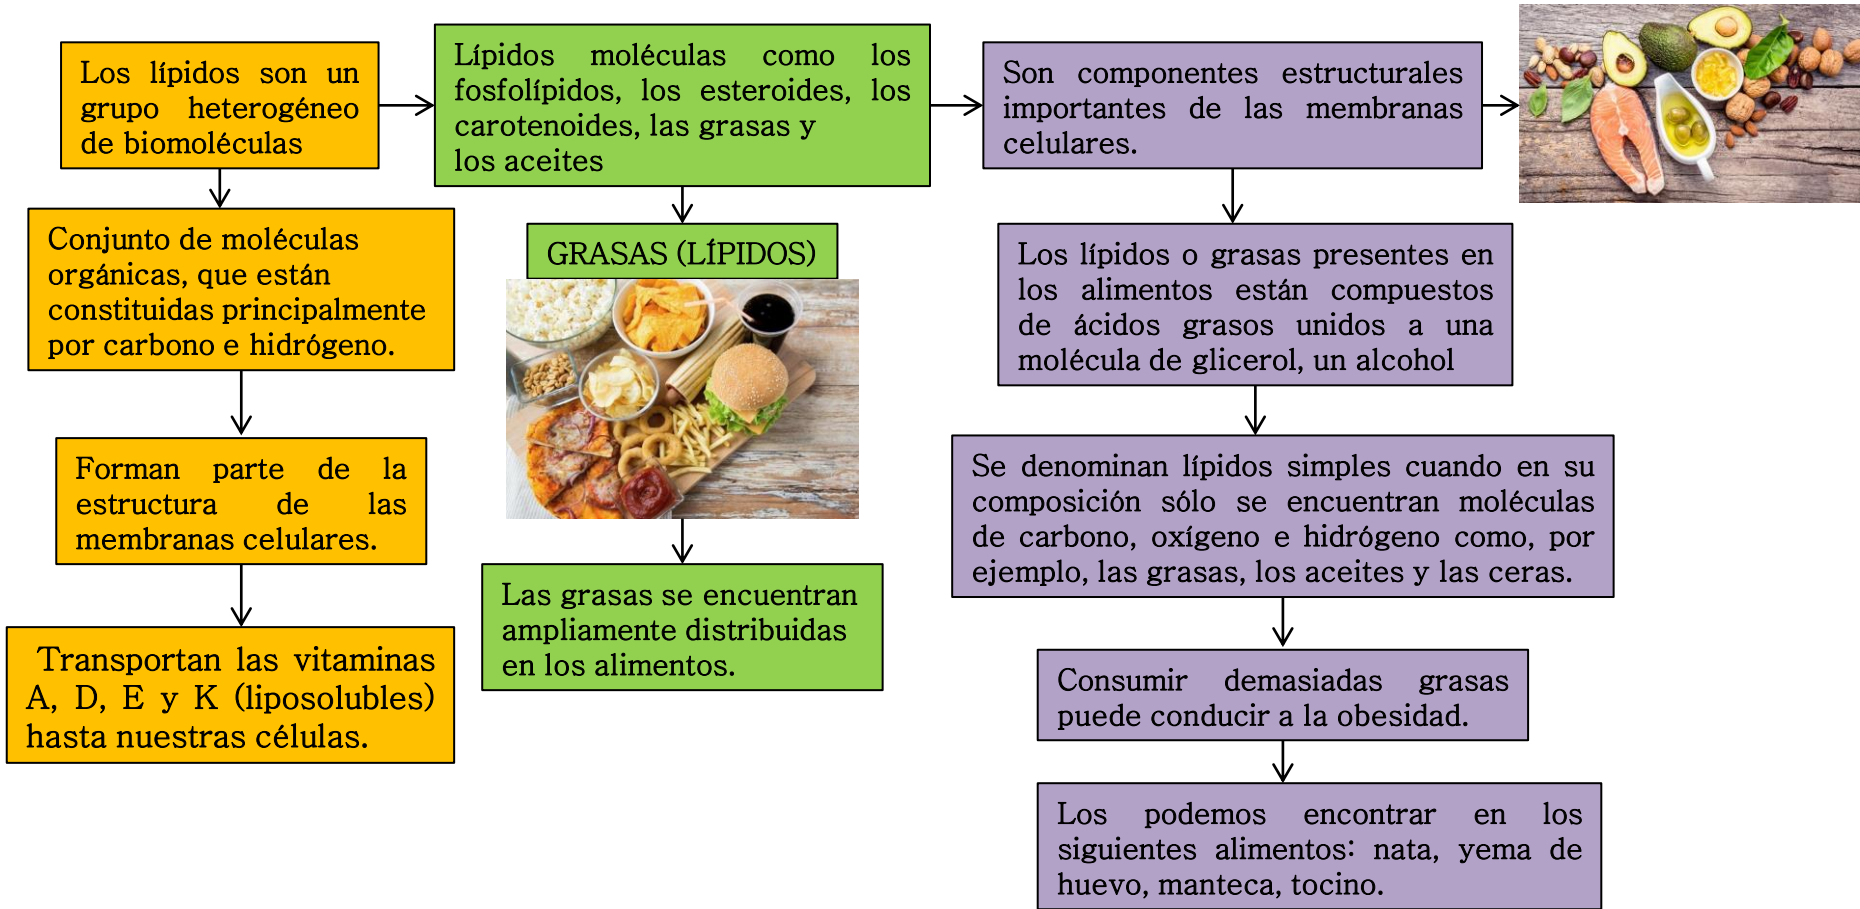 Los lípidos son un
grupo heterogéneo
de biomoléculas
Conjunto de moléculas
orgánicas, que están
constituidas principalmente
por carbono e hidrógeno.
Forman parte de la
estructura de las
membranas celulares.
Transportan las vitaminas
A, D, E y K (liposolubles)
hasta nuestras células.
Lípidos moléculas como los
fosfolípidos, los esteroides, los
carotenoides, las grasas y
los aceites
GRASAS (LÍPIDOS)
Las grasas se encuentran
ampliamente distribuidas
en los alimentos.
Son componentes estructurales
importantes de las membranas
celulares.
Los lípidos o grasas presentes en
los alimentos están compuestos
de ácidos grasos unidos a una
molécula de glicerol, un alcohol
Se denominan lípidos simples cuando en su
composición sólo se encuentran moléculas
de carbono, oxígeno e hidrógeno como, por
ejemplo, las grasas, los aceites y las ceras.
Consumir demasiadas grasas
puede conducir a la obesidad.
Los podemos encontrar en los
siguientes alimentos: nata, yema de
huevo, manteca, tocino.